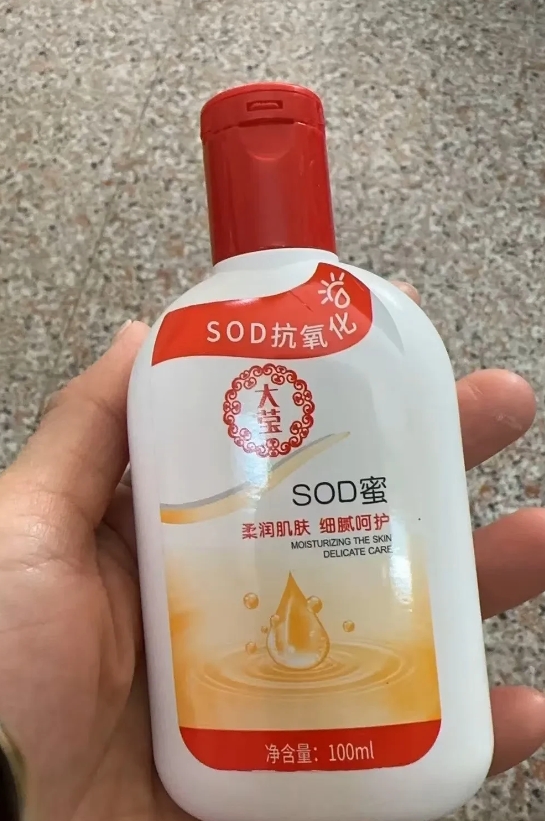 SOD抗氧化
大
莹
SOD蜜
柔润肌肤 细腻呵护
MOISTURIZING THE SKIN
DELICATE CARE
净含量：100ml